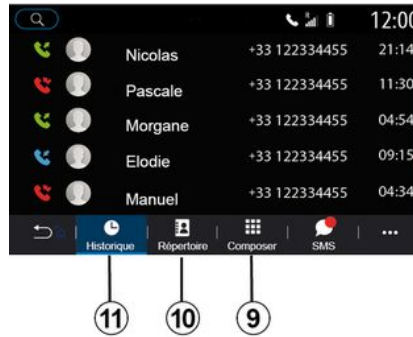 12:00
Nicolas +33 122334455 21:14
Pascale +33 122334455 11:30
Morgane +33 122334455 04:54
Elodie +33 122334455 09:15
Manuel +33 122334455 04:34
Historique Répertoire Composer SMS ...
11 10 9